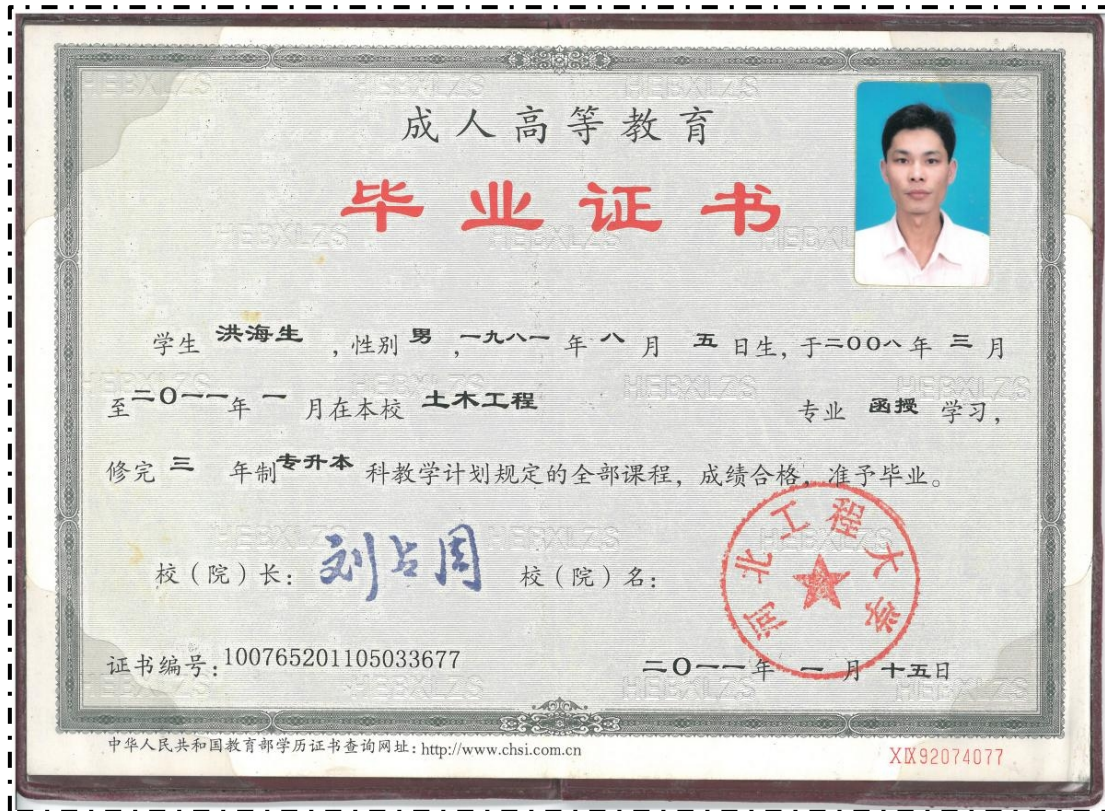 成人高等教育
毕业证书
学生 洪海生 ，性别 男 ，一九八一 年 八 月 五 日生，于二〇〇八年 三 月
至二〇一一年 一 月在本校 土木工程 专业 函授 学习，
修完 三 年制专升本 科教学计划规定的全部课程，成绩合格，准予毕业。
校（院）长： 刘占周 校（院）名：
河北工程大学
证书编号：100765201105033677 二〇一一年 一 月 十五日
中华人民共和国教育部学历证书查询网址：http://www.chsi.com.cn
XIX92074077
HEBXLZS